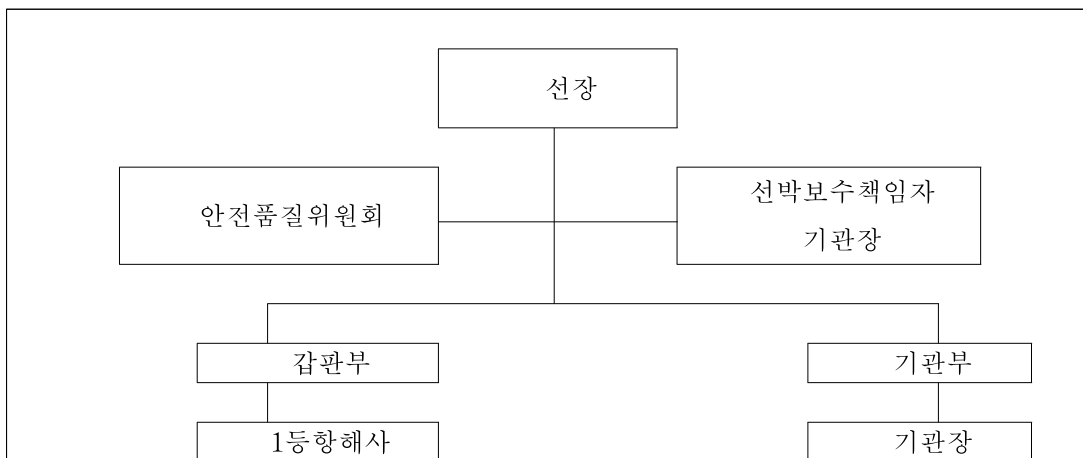 선장
안전품질위원회
선박보수책임자
기관장
갑판부
기관부
1등항해사
기관장